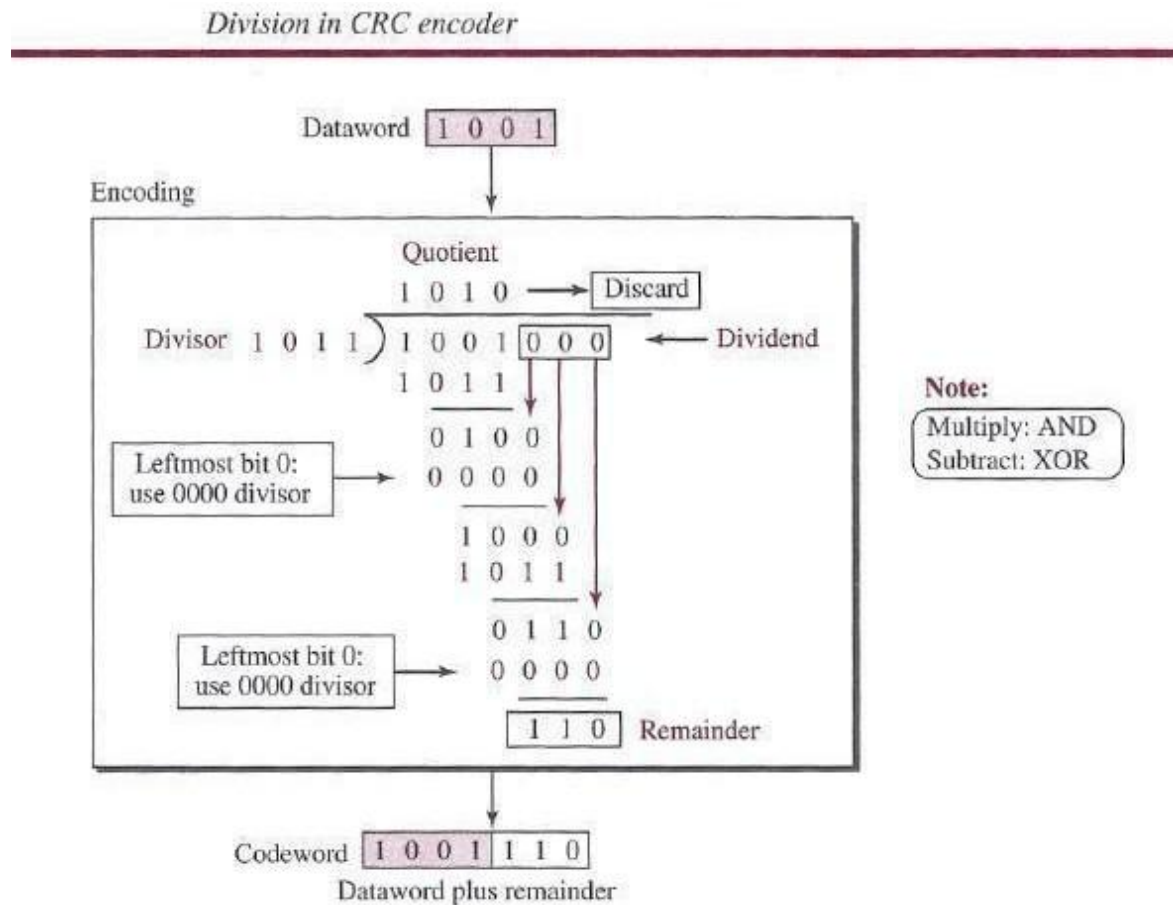 Division in CRC encoder
Dataword 1 0 0 1
Encoding
Quotient
1 0 1 0 Discard
Divisor 1 0 1 1 1 0 0 1 0 0 0 Dividend
1 0 1 1
Note:
Multiply: AND
Subtract: XOR
0 1 0 0
Leftmost bit 0:
use 0000 divisor
0 0 0 0
1 0 0 0
1 0 1 1
0 1 1 0
Leftmost bit 0:
use 0000 divisor
0 0 0 0
1 1 0 Remainder
Codeword 1 0 0 1 1 1 0
Dataword plus remainder